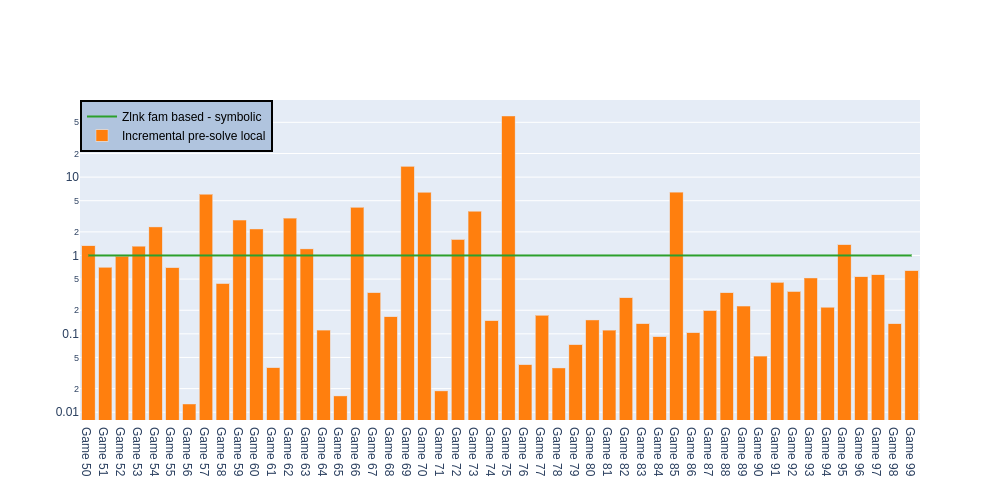 Zlnk fam based - symbolic
Incremental pre-solve local
5
2
10
5
2
1
5
2
0.1
5
2
0.01
Game 50
Game 51
Game 52
Game 53
Game 54
Game 55
Game 56
Game 57
Game 58
Game 59
Game 60
Game 61
Game 62
Game 63
Game 64
Game 65
Game 66
Game 67
Game 68
Game 69
Game 70
Game 71
Game 72
Game 73
Game 74
Game 75
Game 76
Game 77
Game 78
Game 79
Game 80
Game 81
Game 82
Game 83
Game 84
Game 85
Game 86
Game 87
Game 88
Game 89
Game 90
Game 91
Game 92
Game 93
Game 94
Game 95
Game 96
Game 97
Game 98
Game 99